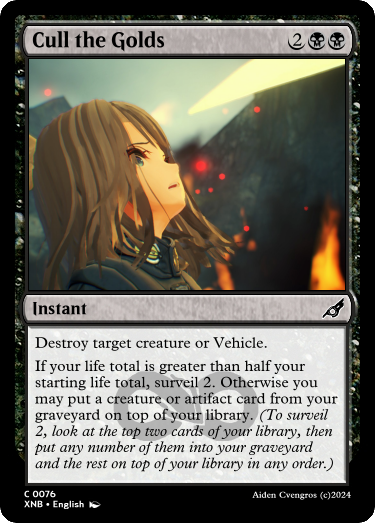 Cull the Golds 2
Instant
Destroy target creature or Vehicle.
If your life total is greater than half your
starting life total, surveil 2. Otherwise you
may put a creature or artifact card from your
graveyard on top of your library. (To surveil
2, look at the top two cards of your library, then
put any number of them into your graveyard
and the rest on top of your library in any order.)
C 0076
XNB • English Aiden Cvengros (c)2024